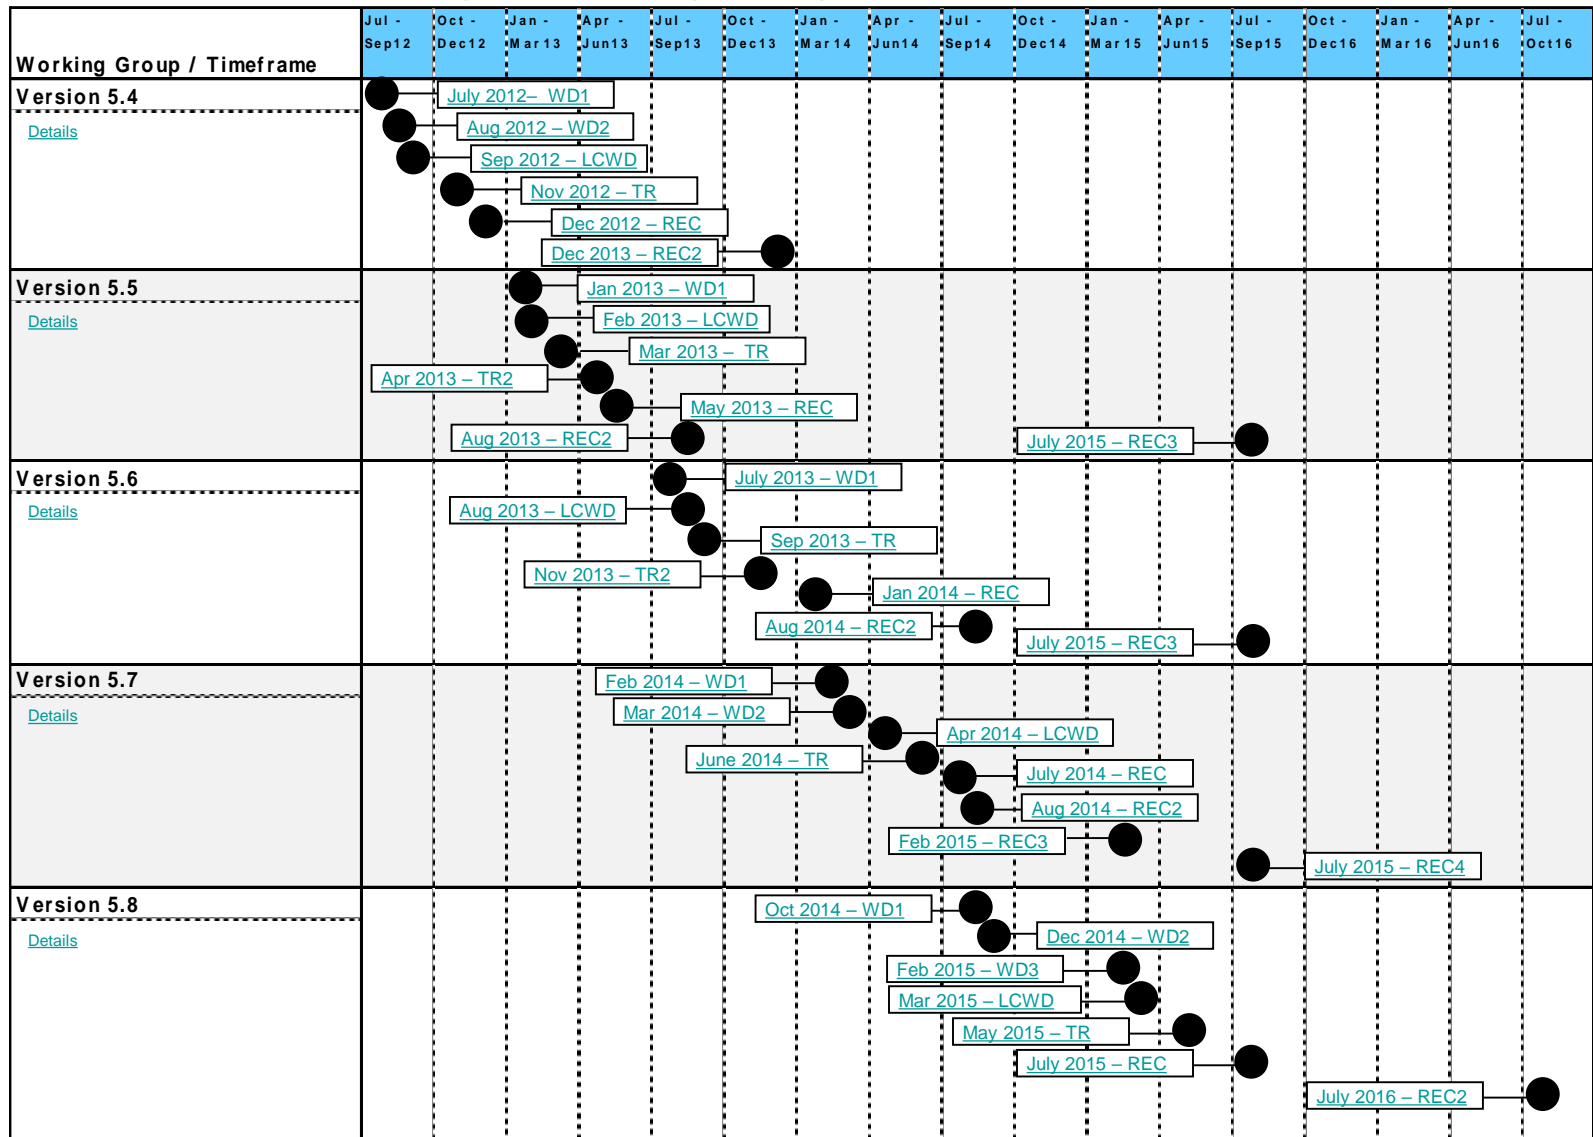 Jul - Oct - Jan - Apr - Jul - Oct - Jan - Apr - Jul - Oct - Jan - Apr - Jul - Oct - Jan - Apr - Jul -
Sep12 Dec12 Mar13 Jun13 Sep13 Dec13 Mar14 Jun14 Sep14 Dec14 Mar15 Jun15 Sep15 Dec16 Mar16 Jun16 Oct16
Working Group / Timeframe
Version 5.4
Details
July 2012– WD1
Aug 2012 – WD2
Sep 2012 – LCWD
Nov 2012 – TR
Dec 2012 – REC
Dec 2013 – REC2
Version 5.5
Details
Jan 2013 – WD1
Feb 2013 – LCWD
Mar 2013 – TR
Apr 2013 – TR2
May 2013 – REC
Aug 2013 – REC2
July 2015 – REC3
Version 5.6
Details
July 2013 – WD1
Aug 2013 – LCWD
Sep 2013 – TR
Nov 2013 – TR2
Jan 2014 – REC
Aug 2014 – REC2
July 2015 – REC3
Version 5.7
Details
Feb 2014 – WD1
Mar 2014 – WD2
Apr 2014 – LCWD
June 2014 – TR
July 2014 – REC
Aug 2014 – REC2
Feb 2015 – REC3
July 2015 – REC4
Version 5.8
Details
Oct 2014 – WD1
Dec 2014 – WD2
Feb 2015 – WD3
Mar 2015 – LCWD
May 2015 – TR
July 2015 – REC
July 2016 – REC2